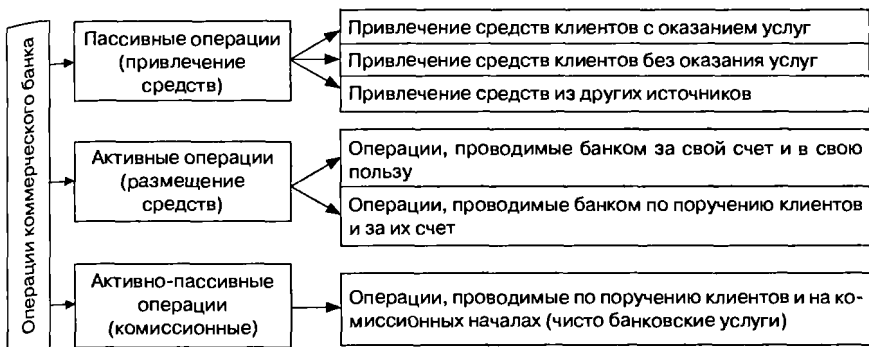 Операции коммерческого банка
Пассивные операции
(привлечение
средств)
Привлечение средств клиентов с оказанием услуг
Привлечение средств клиентов без оказания услуг
Привлечение средств из других источников
Активные операции
(размещение
средств)
Операции, проводимые банком за свой счет и в свою
пользу
Операции, проводимые банком по поручению клиентов
и за их счет
Активно-пассивные
операции
(комиссионные)
Операции, проводимые по поручению клиентов и на ко-
миссионных началах (чисто банковские услуги)